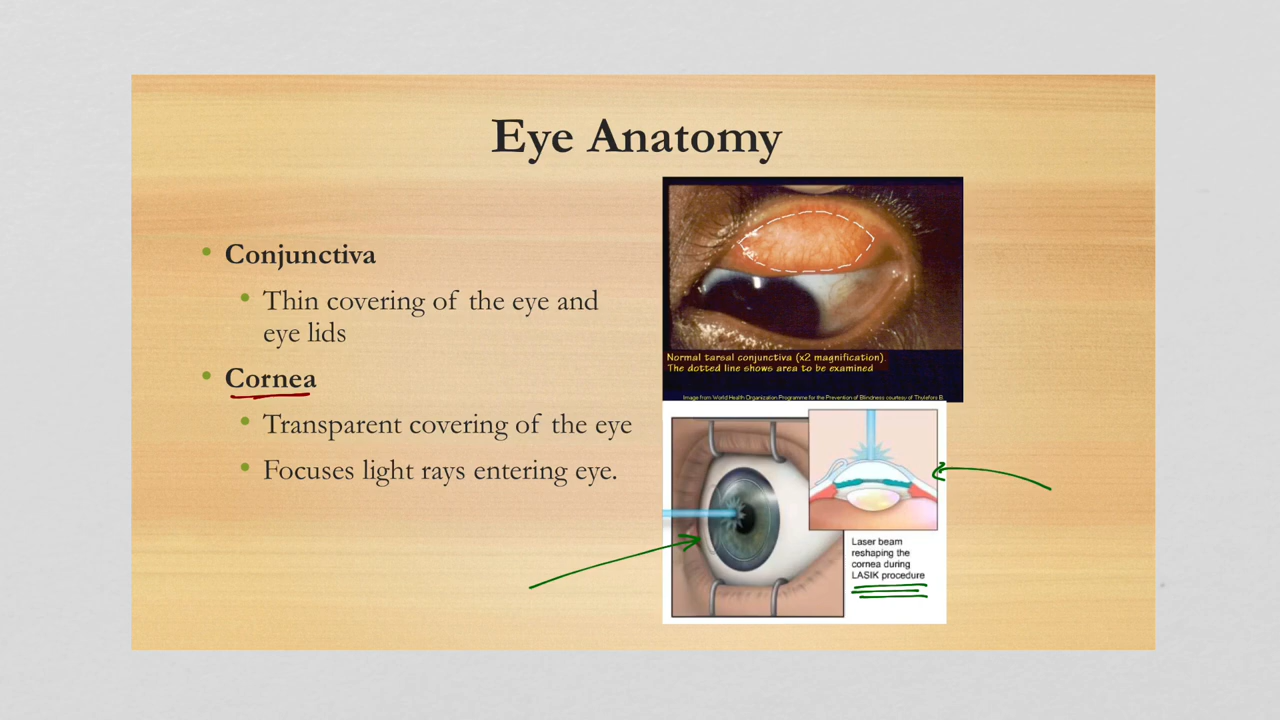 Eye Anatomy
Conjunctiva
Thin covering of the eye and
eye lids
Cornea
Transparent covering of the eye
Focuses light rays entering eye.
Normal tarsal conjunctiva (x2 magnification).
The dotted line shows area to be examined
Image from World Health Organization Programme for the Prevention of Blindness courtesy of Thylefors B.
Laser beam
reshaping the
cornea during
LASIK procedure